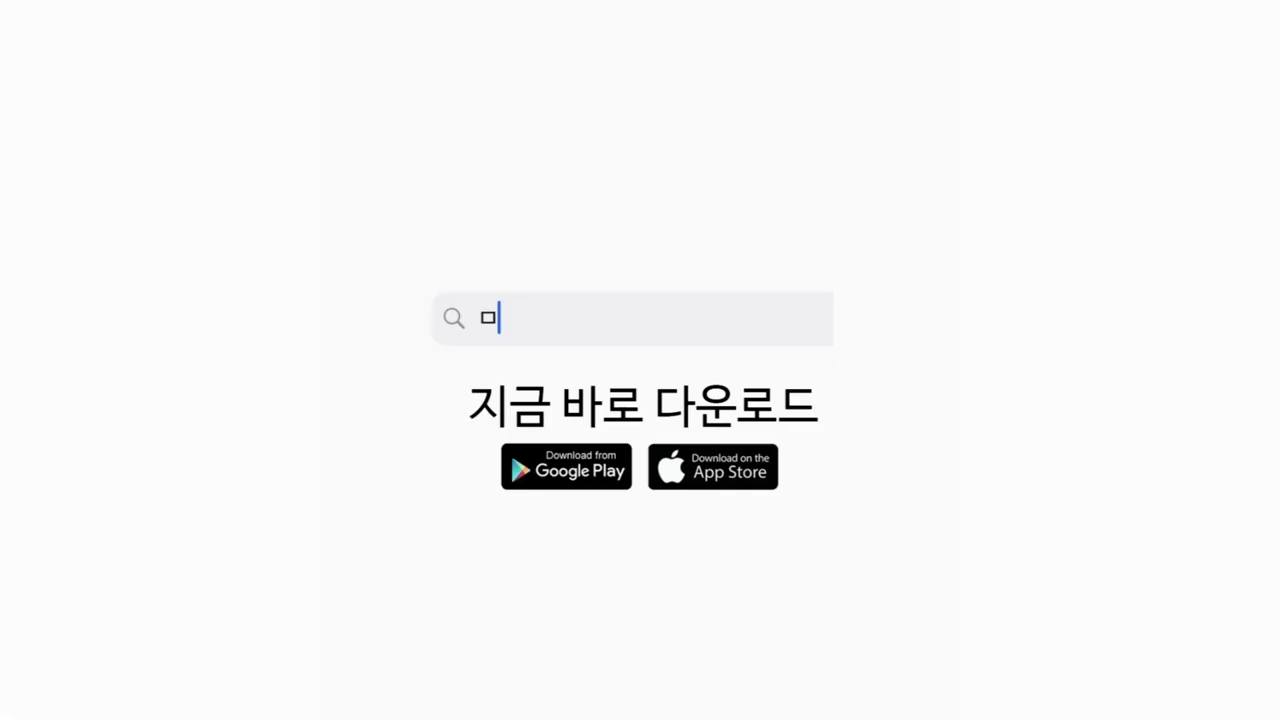 ㅁ
지금 바로 다운로드
Download from
Google Play
Download on the
App Store